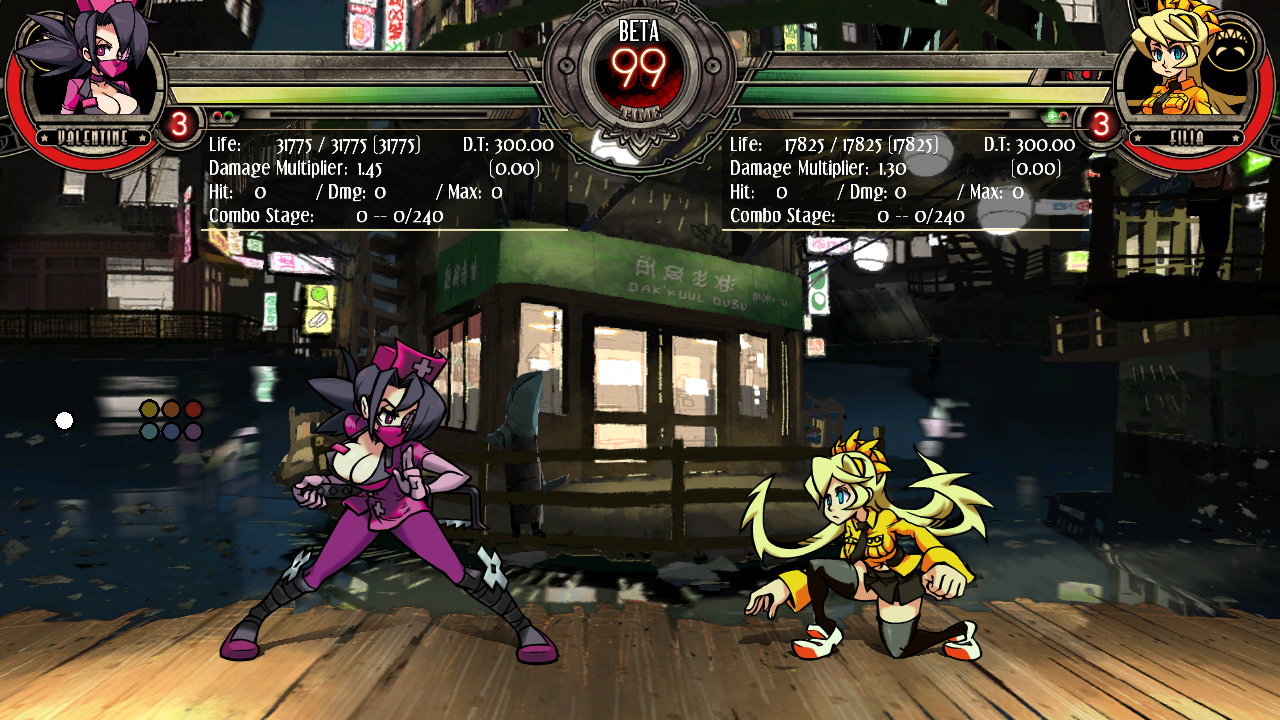 BETA
99
TIME
VALENTINE
3
3
FILIA
Life: 31775 / 31775 [31775] D.T: 300.00
Damage Multiplier: 1.45 [0.00]
Hit: 0 / Dmg: 0 / Max: 0
Combo Stage: 0 -- 0/240
Life: 17825 / 17825 [17825] D.T: 300.00
Damage Multiplier: 1.30 [0.00]
Hit: 0 / Dmg: 0 / Max: 0
Combo Stage: 0 -- 0/240
DAK'KUUL OUSU